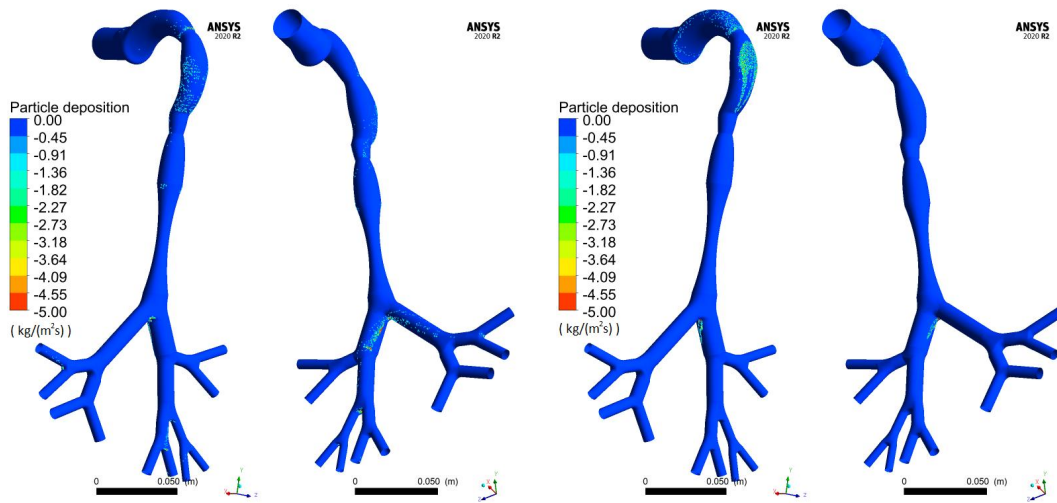 ANSYS
2020 R2
ANSYS
2020 R2
Particle deposition
0.00
-0.45
-0.91
-1.36
-1.82
-2.27
-2.73
-3.18
-3.64
-4.09
-4.55
-5.00
( kg/(m²s) )
0 0.050 (m)
0 0.050 (m)
ANSYS
2020 R2
ANSYS
2020 R2
Particle deposition
0.00
-0.45
-0.91
-1.36
-1.82
-2.27
-2.73
-3.18
-3.64
-4.09
-4.55
-5.00
( kg/(m²s) )
0 0.050 (m)
0 0.050 (m)